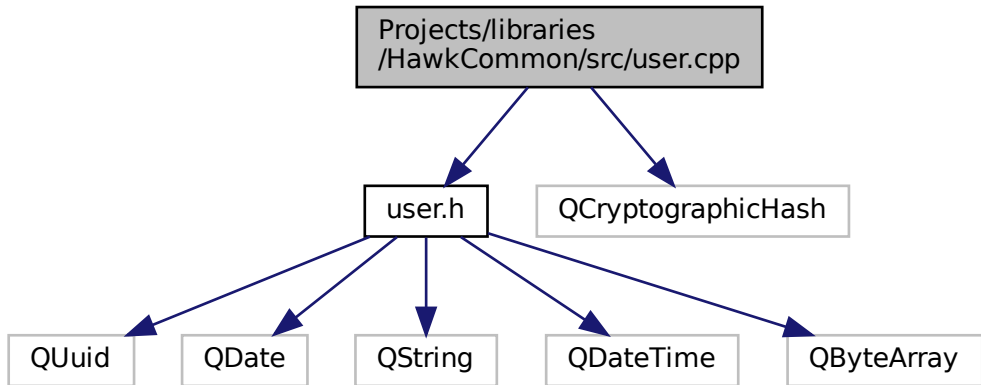 Projects/libraries
/HawkCommon/src/user.cpp
user.h
QCryptographicHash
QUuid
QDate
QString
QDateTime
QByteArray